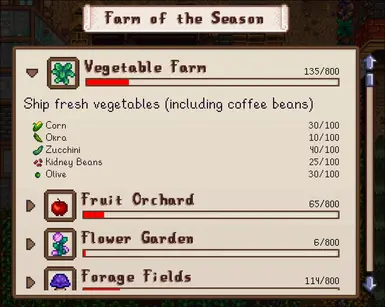 Farm of the Season
Vegetable Farm 135/800
Ship fresh vegetables (including coffee beans)
Corn 30/100
Okra 10/100
Zucchini 40/100
Kidney Beans 25/100
Olive 30/100
Fruit Orchard 65/800
Flower Garden 6/800
Forage Fields 114/800